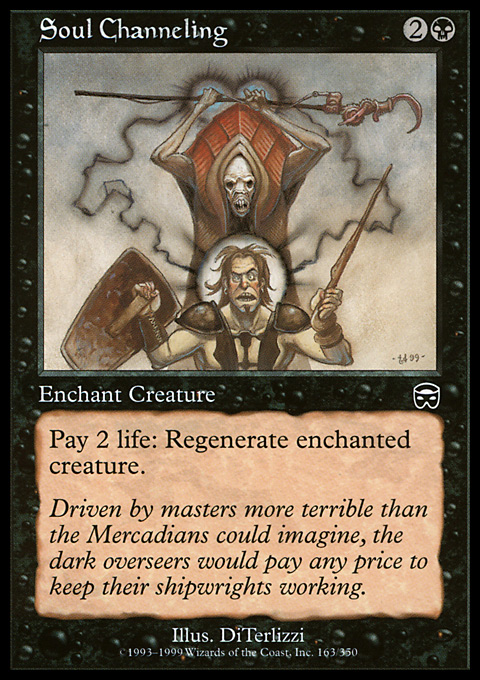 Soul Channeling
2
-td 99-
Enchant Creature
Pay 2 life: Regenerate enchanted
creature.
Driven by masters more terrible than
the Mercadians could imagine, the
dark overseers would pay any price to
keep their shipwrights working.
Illus. DiTerlizzi
©1993–1999 Wizards of the Coast, Inc. 163/350